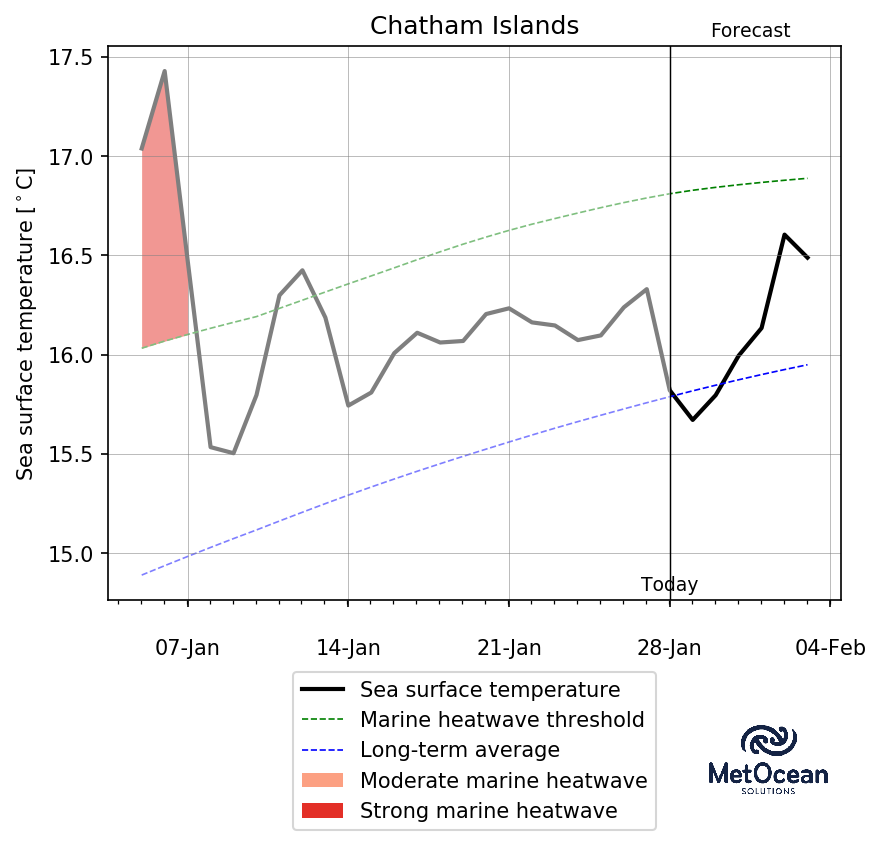 Chatham Islands
Forecast
Sea surface temperature [°C]
17.5
17.0
16.5
16.0
15.5
15.0
Today
07-Jan 14-Jan 21-Jan 28-Jan 04-Feb
Sea surface temperature
Marine heatwave threshold
Long-term average
Moderate marine heatwave
Strong marine heatwave
MetOcean
SOLUTIONS